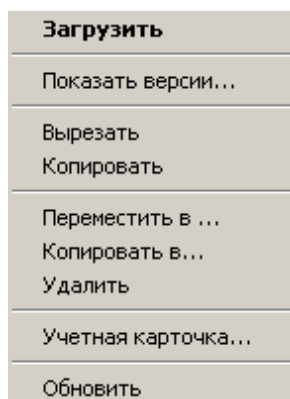 Загрузить
Показать версии...
Вырезать
Копировать
Переместить в ...
Копировать в...
Удалить
Учетная карточка...
Обновить